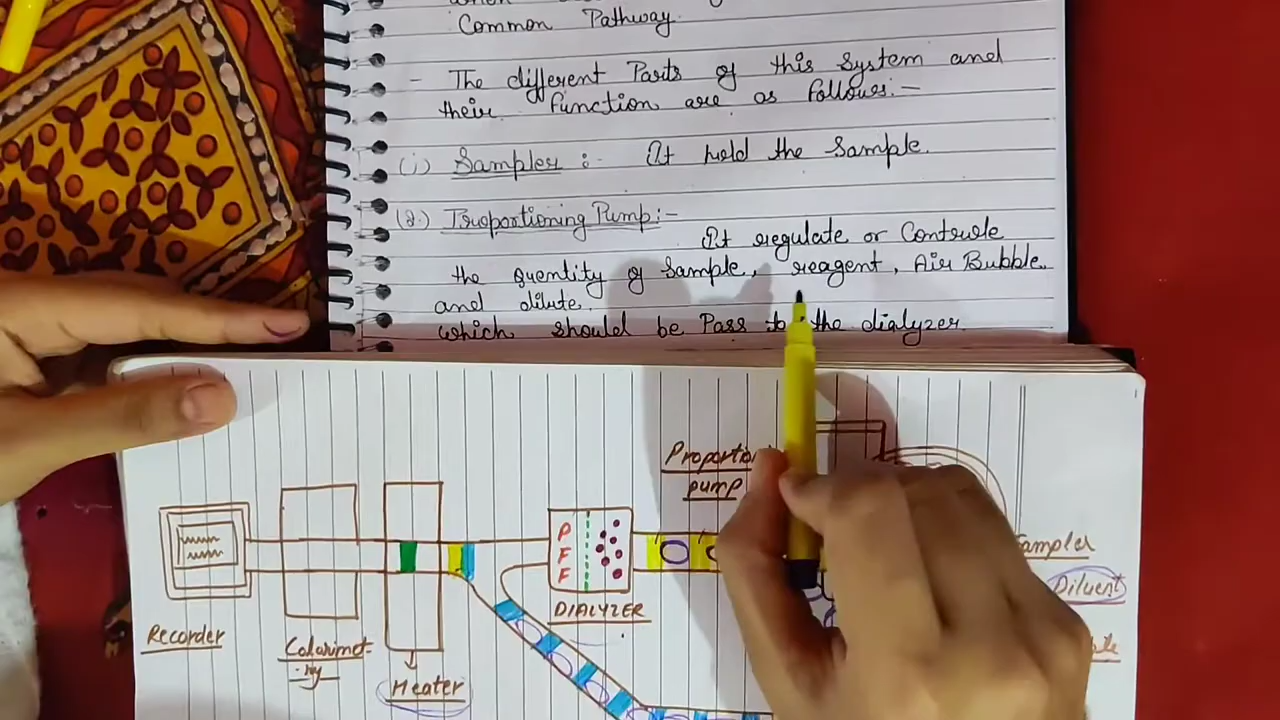 Common Pathway.
- The different Parts of this System and
their function are as follows:-
(1) Sampler :- It hold the Sample.
(2.) Proportioning Pump:-
It regulate or Controle
the quentity of Sample, reagent, Air Bubble.
and dilute.
which should be Pass to the dialyzer.
Proportion
pump
Sampler
Diluent
P
F
F
DIALYZER
Recorder
Colorimet-
-ry
Heater